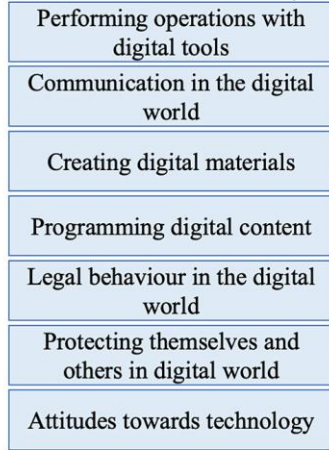 Performing operations with
digital tools
Communication in the digital
world
Creating digital materials
Programming digital content
Legal behaviour in the digital
world
Protecting themselves and
others in digital world
Attitudes towards technology